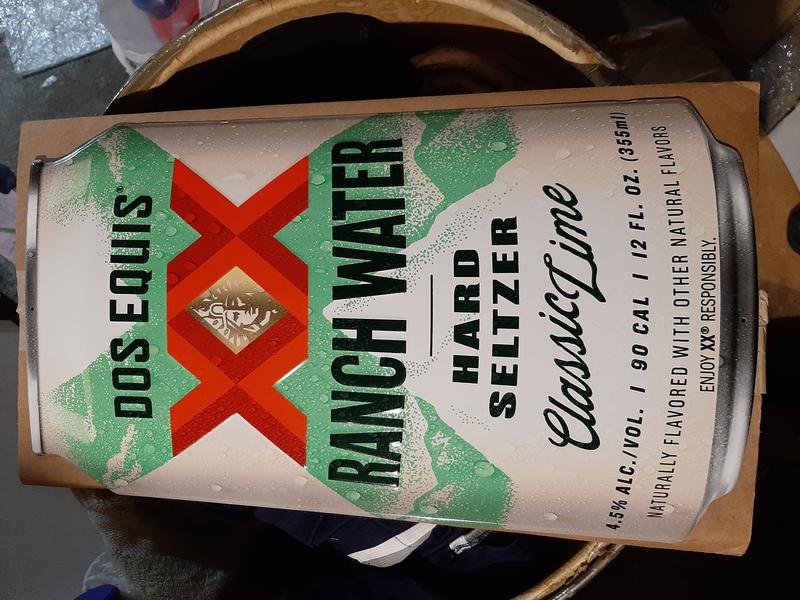 DOS EQUIS®
XX
RANCH WATER
HARD
SELTZER
Classic Lime
4.5% ALC./VOL. | 90 CAL | 12 FL. OZ. (355ml)
NATURALLY FLAVORED WITH OTHER NATURAL FLAVORS
ENJOY XX® RESPONSIBLY.